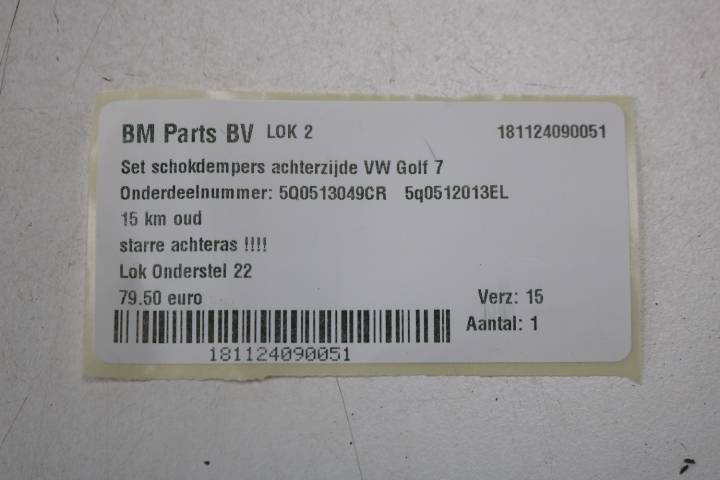 BM Parts BV LOK 2 181124090051
Set schokdempers achterzijde VW Golf 7
Onderdeelnummer: 5Q0513049CR 5q0512013EL
15 km oud
starre achteras !!!!
Lok Onderstel 22
79.50 euro Verz: 15
Aantal: 1
181124090051